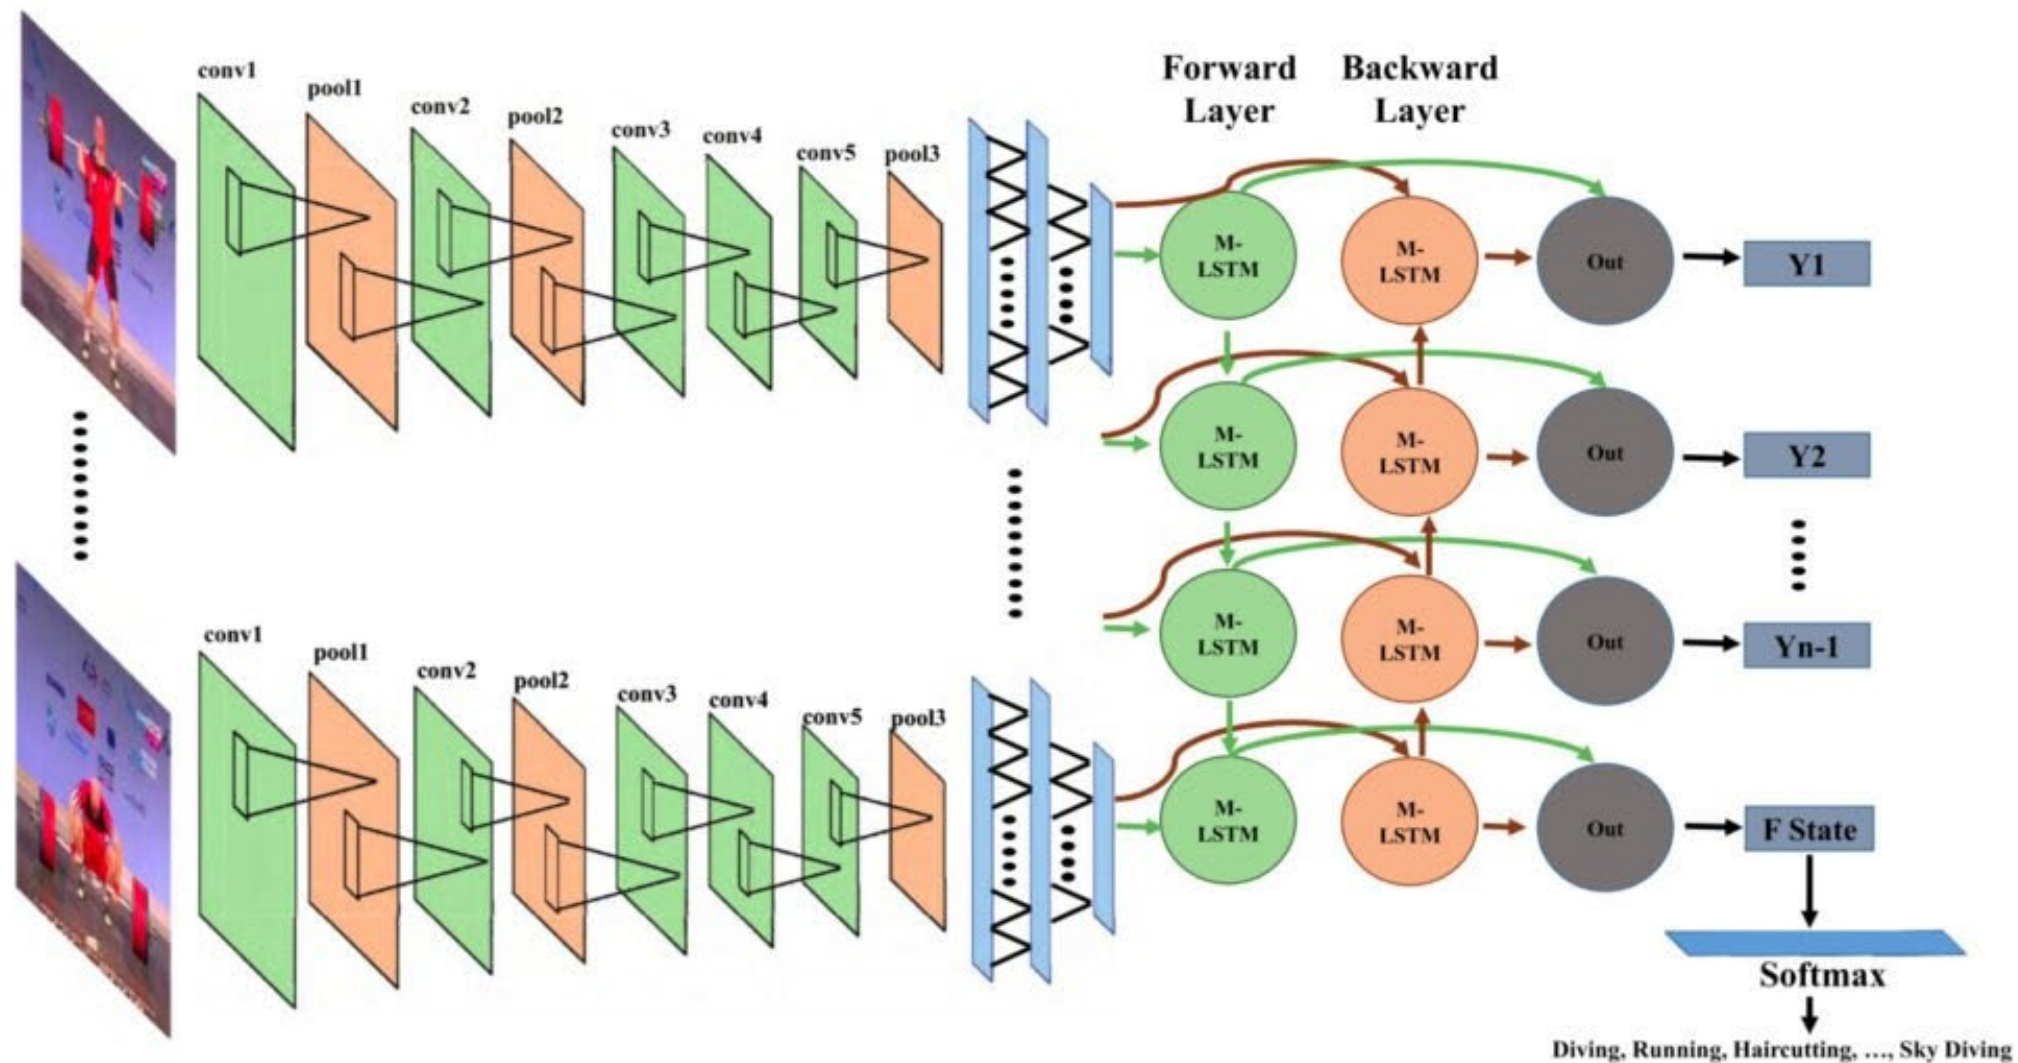 Forward Layer
Backward Layer
conv1
pool1
conv2
pool2
conv3
conv4
conv5
pool3
M-
LSTM
M-
LSTM
Out
Y1
M-
LSTM
M-
LSTM
Out
Y2
M-
LSTM
M-
LSTM
Out
Yn-1
conv1
pool1
conv2
pool2
conv3
conv4
conv5
pool3
M-
LSTM
M-
LSTM
Out
F State
Softmax
Diving, Running, Haircutting, ..., Sky Diving